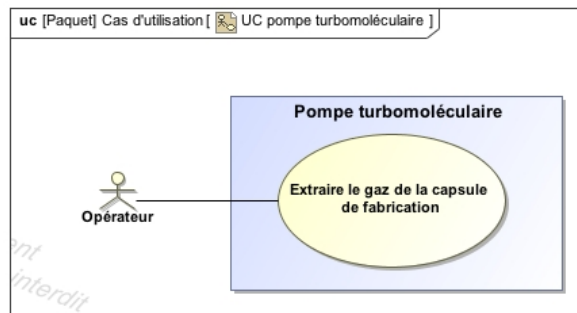 uc [Paquet] Cas d'utilisation [ UC pompe turbomoléculaire ]
Pompe turbomoléculaire
Extraire le gaz de la capsule
de fabrication
Opérateur
interdit